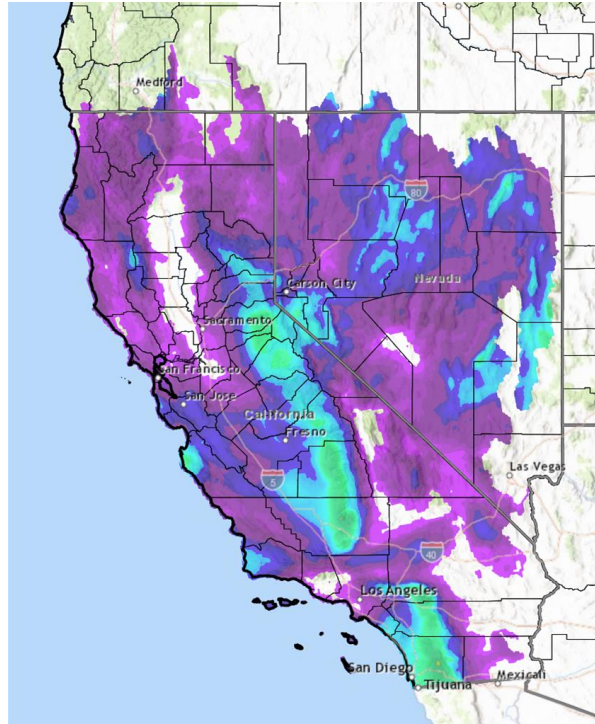 Medford
80
Nevada
Carson City
Sacramento
San Francisco
San Jose
California
Fresno
5
Las Vegas
40
Los Angeles
San Diego
Mexicali
Tijuana